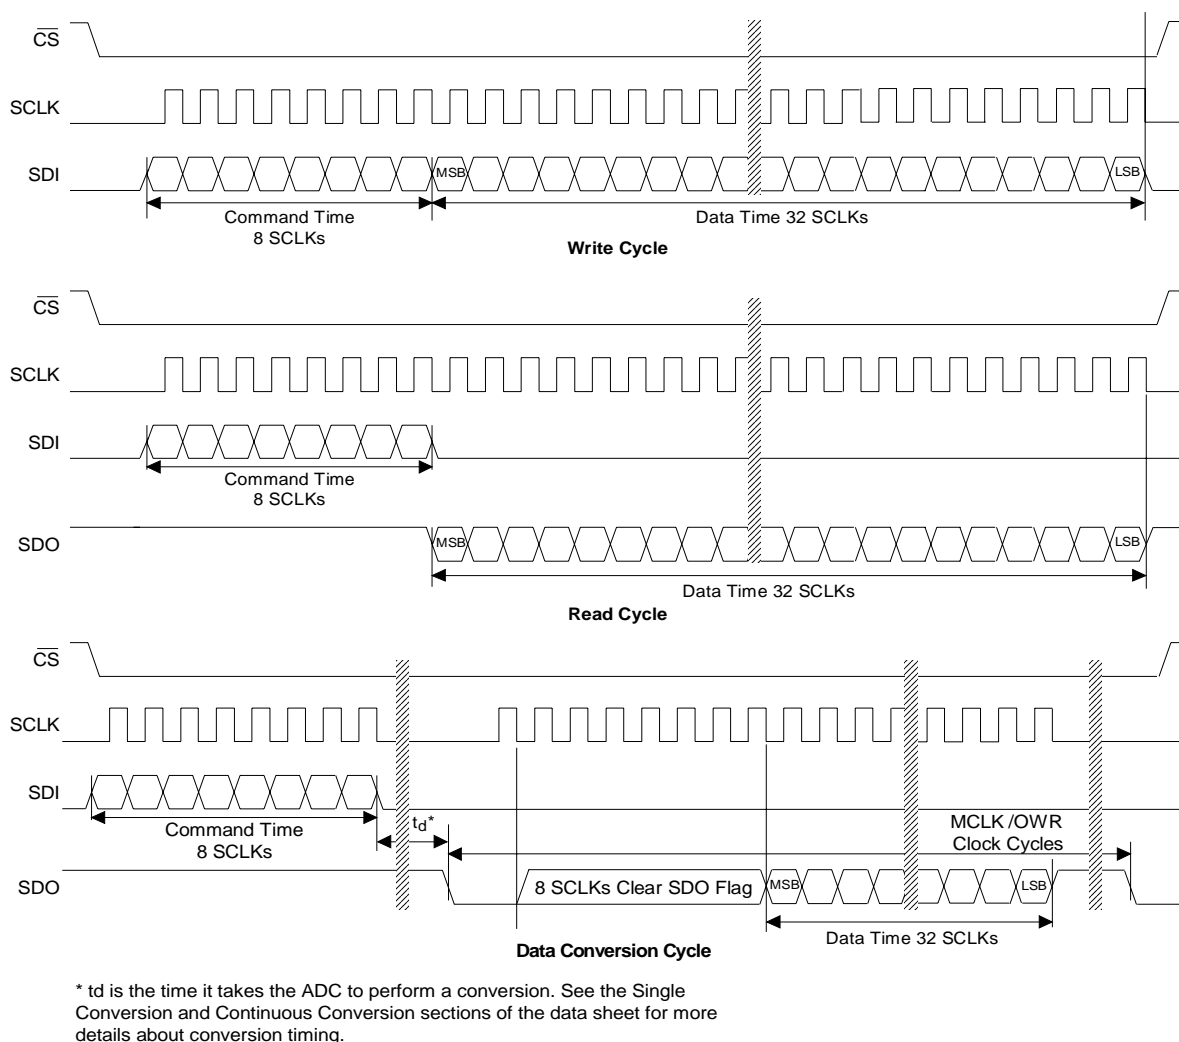 CS
SCLK
SDI
MSB
LSB
Command Time
8 SCLKs
Data Time 32 SCLKs
Write Cycle
CS
SCLK
SDI
Command Time
8 SCLKs
SDO
MSB
LSB
Data Time 32 SCLKs
Read Cycle
CS
SCLK
SDI
Command Time
8 SCLKs
td*
MCLK /OWR
Clock Cycles
SDO
8 SCLKs Clear SDO Flag
MSB
LSB
Data Time 32 SCLKs
Data Conversion Cycle
* td is the time it takes the ADC to perform a conversion. See the Single
Conversion and Continuous Conversion sections of the data sheet for more
details about conversion timing.